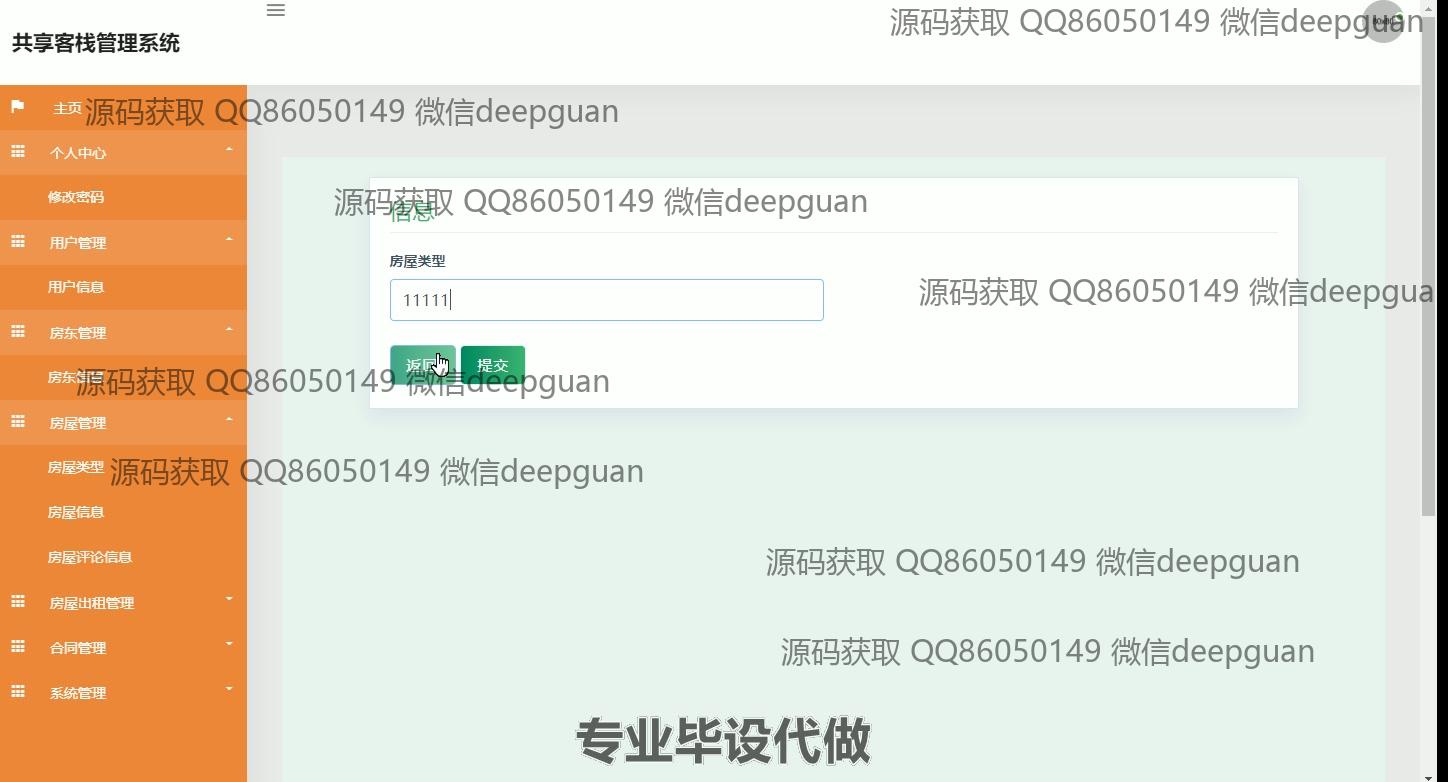 源码获取 QQ86050149 微信deepguan
共享客栈管理系统
主页
源码获取 QQ86050149 微信deepguan
个人中心
修改密码
源码获取 QQ86050149 微信deepguan
信息
用户管理
房屋类型
用户信息
11111
源码获取 QQ86050149 微信deepgua
房东管理
返回
提交
房东信息
源码获取 QQ86050149 微信deepguan
房屋管理
房屋类型
源码获取 QQ86050149 微信deepguan
房屋信息
房屋评论信息
源码获取 QQ86050149 微信deepguan
房屋出租管理
合同管理
源码获取 QQ86050149 微信deepguan
系统管理
专业毕设代做